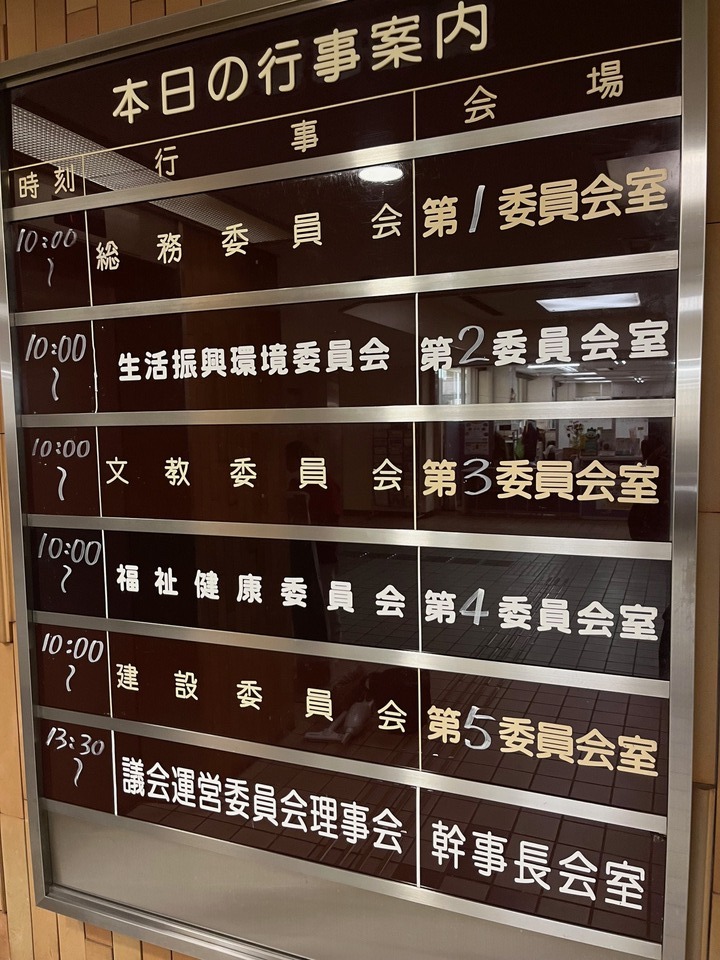 本日の行事案内
時刻 行事 会場
10:00〜 総務委員会 第1委員会室
10:00〜 生活振興環境委員会 第2委員会室
10:00〜 文教委員会 第3委員会室
10:00〜 福祉健康委員会 第4委員会室
10:00〜 建設委員会 第5委員会室
13:30〜 議会運営委員会理事会 幹事長会室